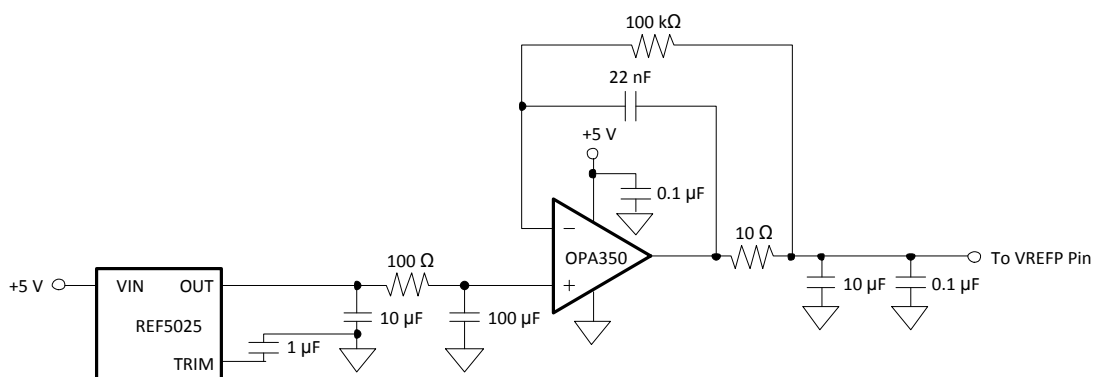 100 kΩ
22 nF
+5 V
0.1 µF
10 Ω
OPA350
−
+
To VREFP Pin
10 µF
0.1 µF
100 Ω
+5 V
VIN
OUT
REF5025
TRIM
10 µF
100 µF
1 µF